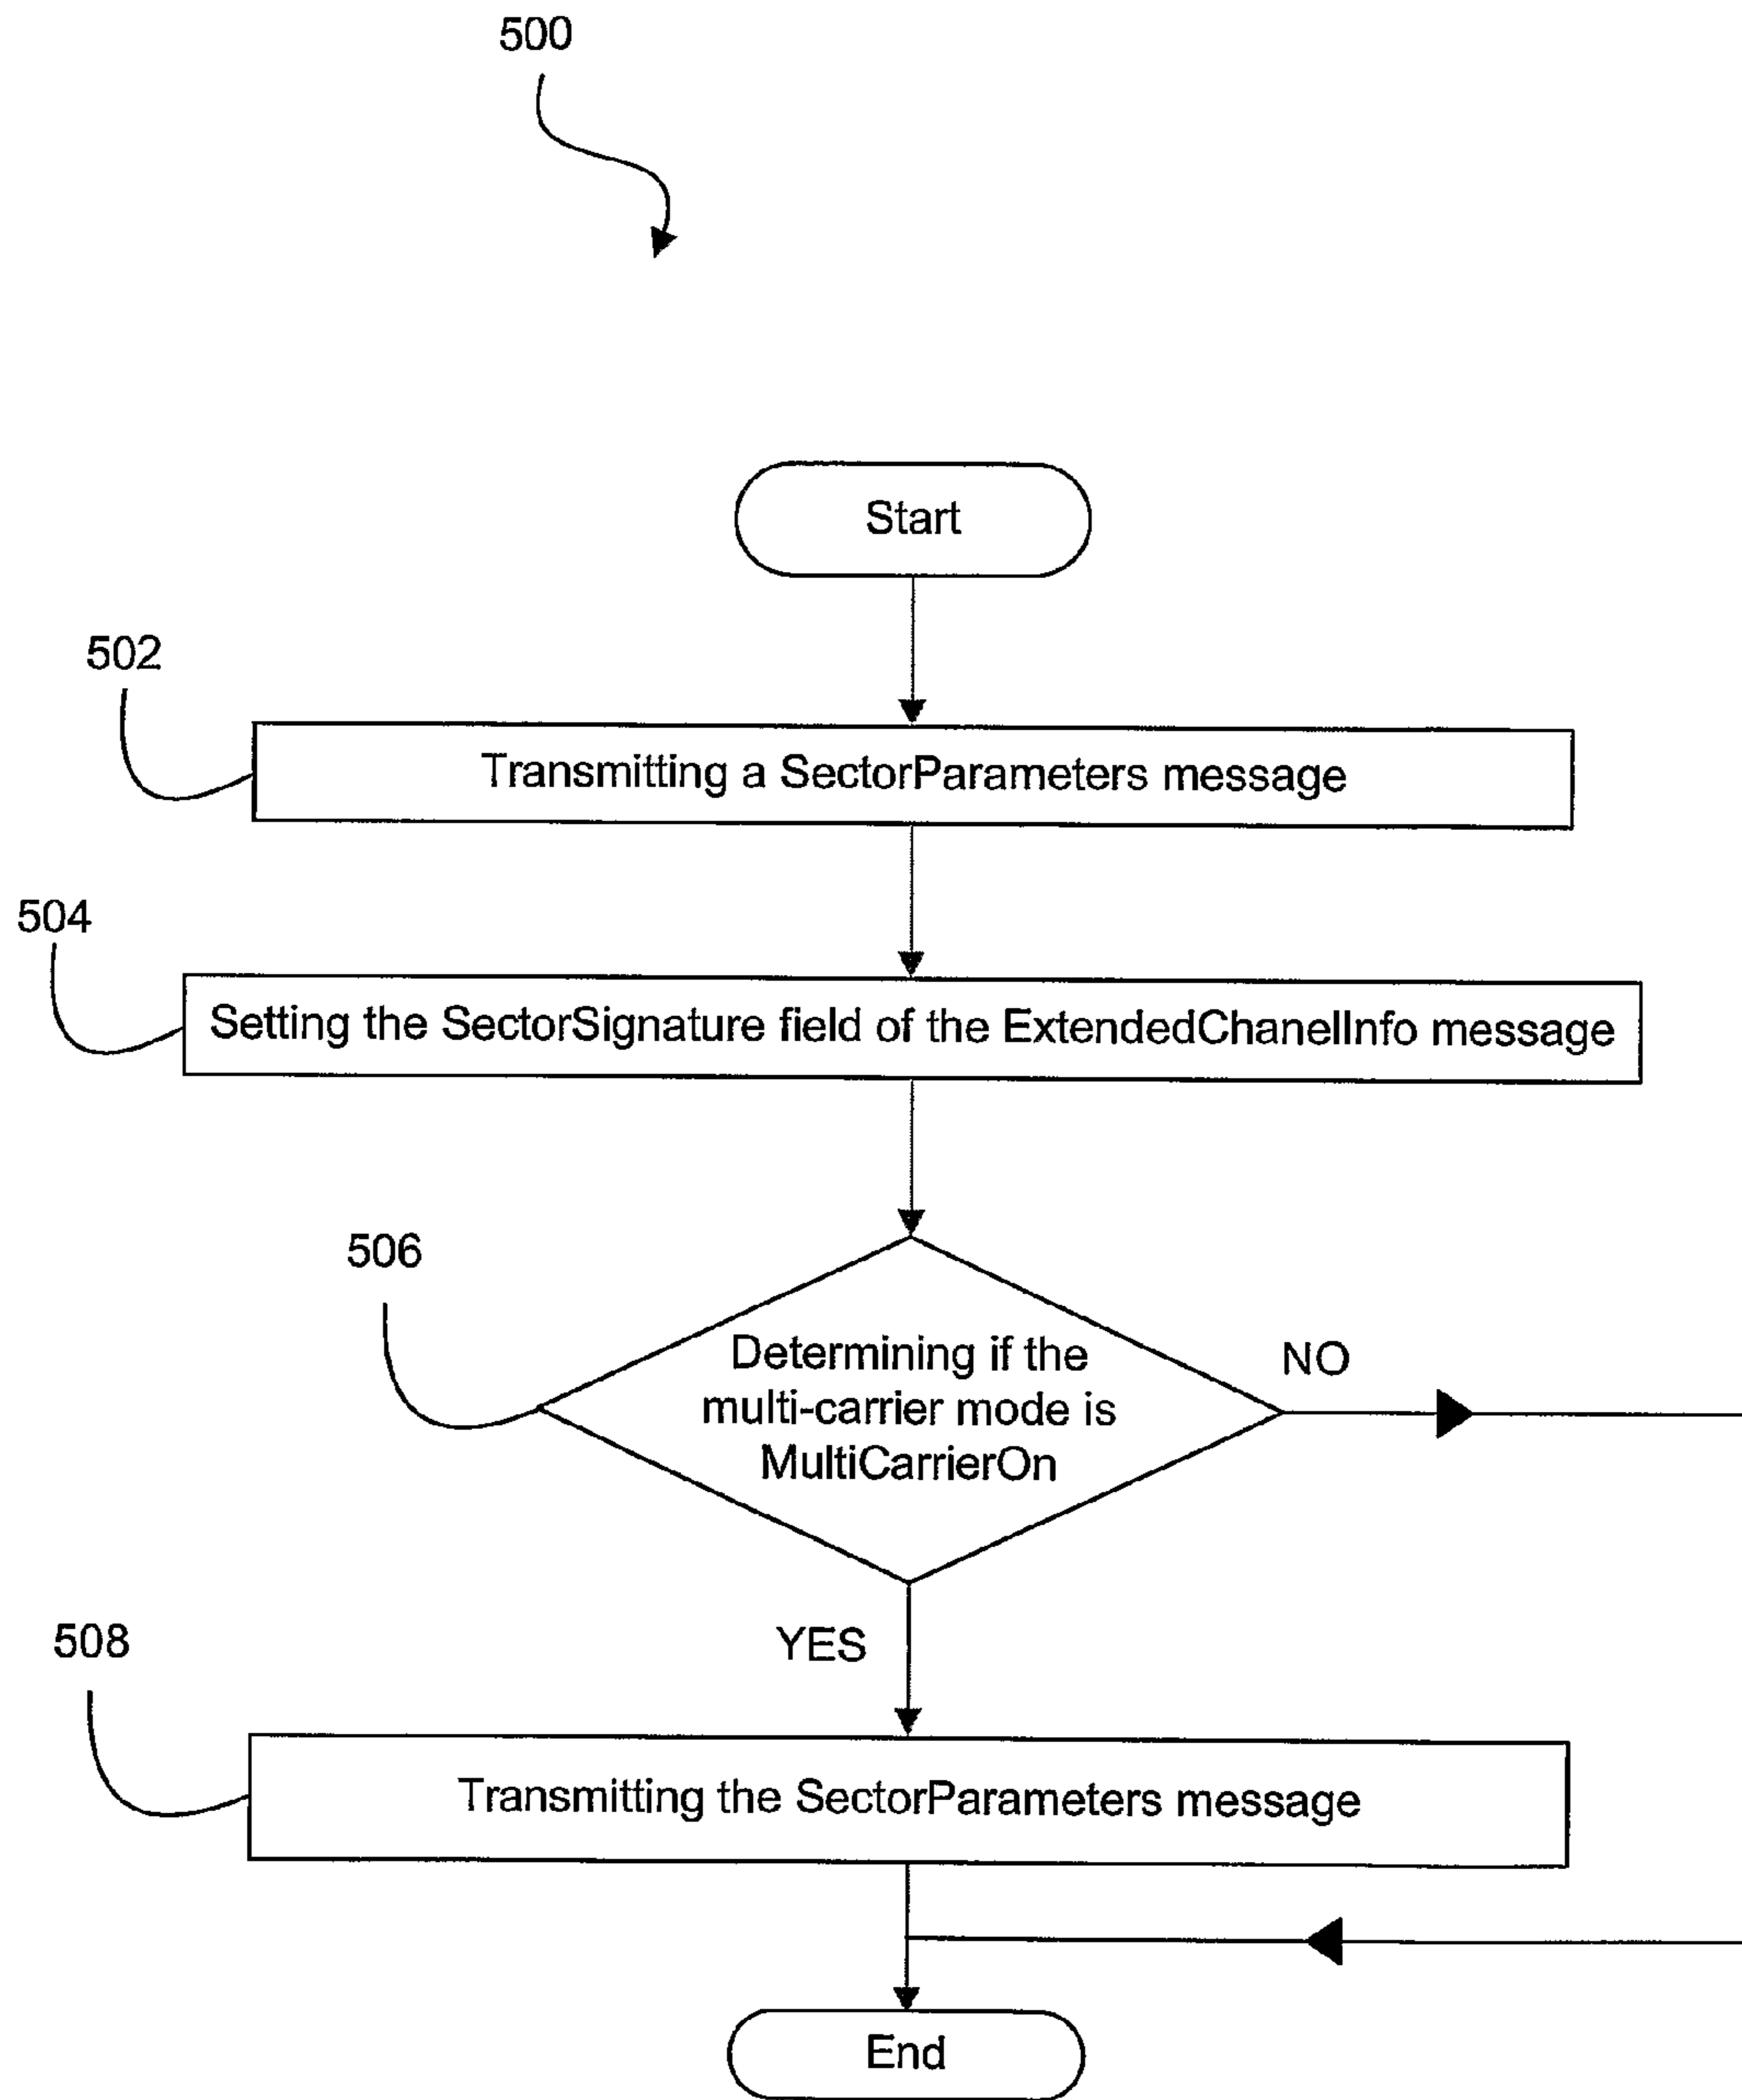 500
Start
502
Transmitting a SectorParameters message
504
Setting the SectorSignature field of the ExtendedChanelInfo message
506
Determining if the
multi-carrier mode is
MultiCarrierOn
NO
YES
508
Transmitting the SectorParameters message
End